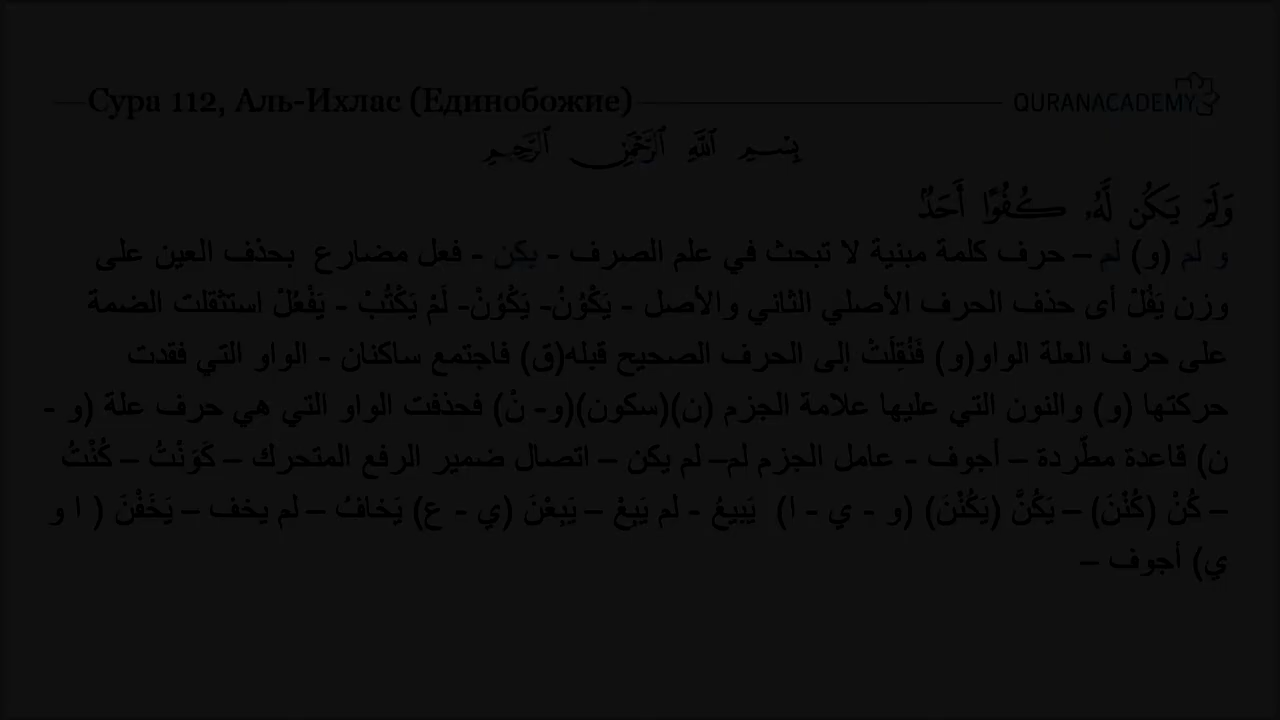 Сура 112, Аль-Ихлас (Единобожие)
QURANACADEMY
بِسْمِ ٱللَّهِ ٱلرَّحْمَٰنِ ٱلرَّحِيمِ
وَلَمْ يَكُن لَّهُۥ كُفُوًا أَحَدٌۢ
و لم (و) لم – حرف كلمة مبنية لا تبحث في علم الصرف - يكن - فعل مضارع بحذف العين على
وزن يَفُلْ أى حذف الحرف الأصلي الثاني والأصل - يَكْوُنُ- يَكْوُنْ- لَمْ يَكْتُبْ - يَفْعُلْ استثقلت الضمة
على حرف العلة الواو(و) فَنُقِلَتْ إلى الحرف الصحيح قبله(ق) فاجتمع ساكنان - الواو التي فقدت
حركتها (و) والنون التي عليها علامة الجزم (ن)(سكون)(و- نْ) فحذفت الواو التي هي حرف علة (و -
ن) قاعدة مطّردة – أجوف - عامل الجزم لم– لم يكن – اتصال ضمير الرفع المتحرك – كَوَنْتُ – كُنْتُ
– كُنْ (كُنْنَ) – يَكُنَّ (يَكُنْنَ) (و - ي - ا) يَبِيعُ - لم يَبِعْ – يَبِعْنَ (ي - ع) يَخافُ – لم يخف – يَخَفْنَ ( ا و
ي) أجوف –